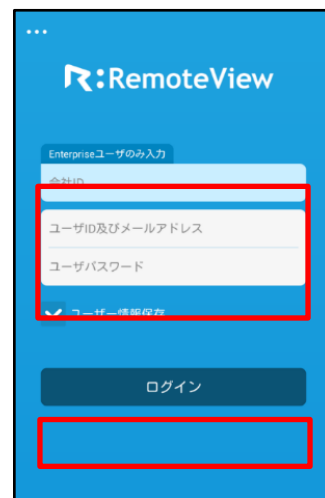 R:RemoteView
Enterpriseユーザのみ入力
会社ID
ユーザID及びメールアドレス
ユーザパスワード
ユーザー情報保存
ログイン